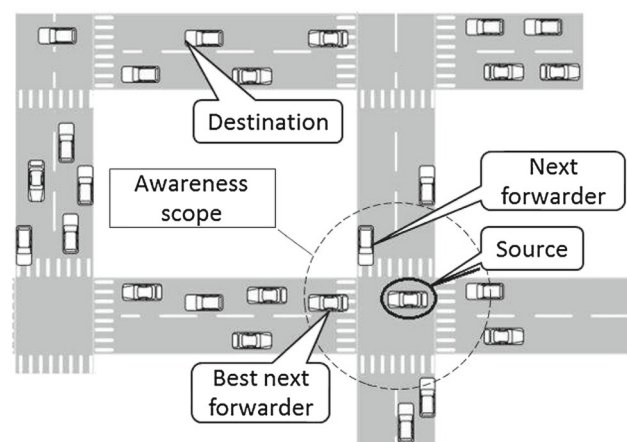 Destination
Awareness
scope
Next
forwarder
Source
Best next
forwarder